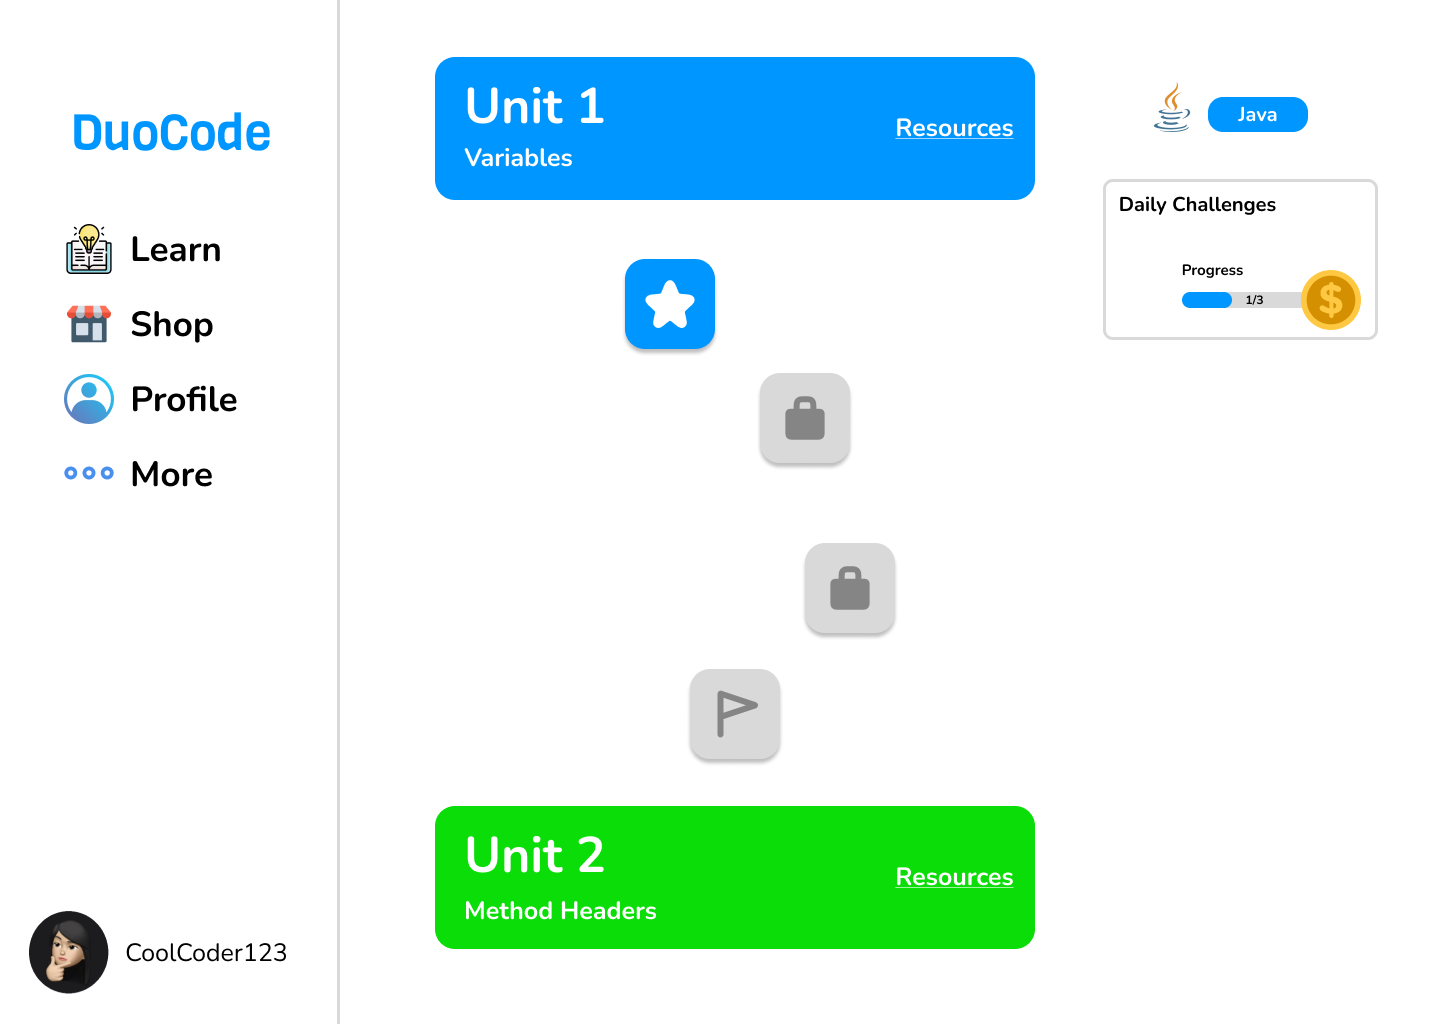 DuoCode
Learn
Shop
Profile
More
CoolCoder123
Unit 1
Variables
Resources
Unit 2
Method Headers
Resources
Java
Daily Challenges
Progress
1/3
$